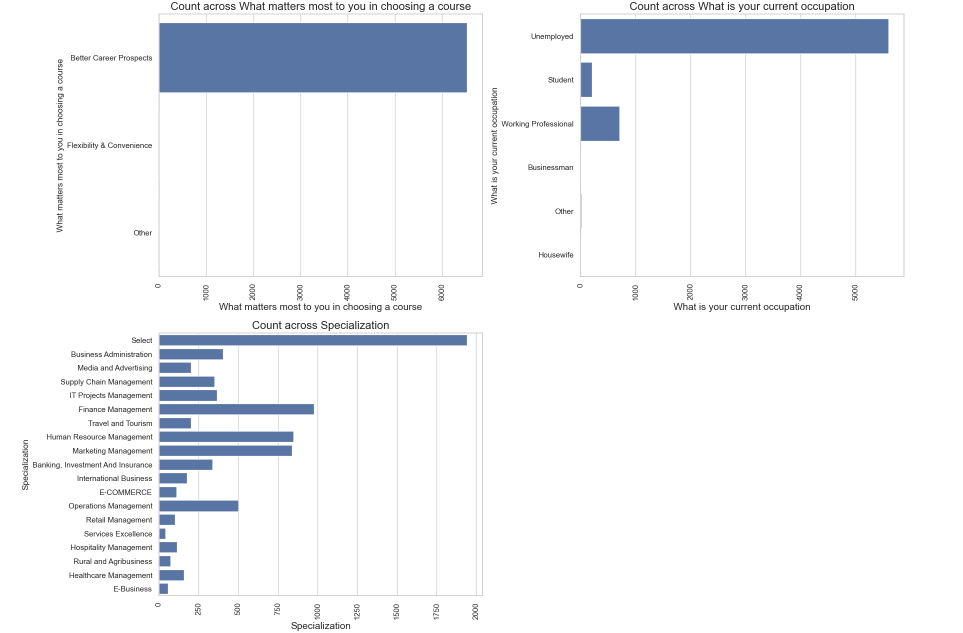 Count across What matters most to you in choosing a course
What matters most to you in choosing a course
Better Career Prospects
Flexibility & Convenience
Other
0 1000 2000 3000 4000 5000 6000
What matters most to you in choosing a course
Count across What is your current occupation
What is your current occupation
Unemployed
Student
Working Professional
Businessman
Other
Housewife
0 1000 2000 3000 4000 5000
What is your current occupation
Count across Specialization
Specialization
Select
Business Administration
Media and Advertising
Supply Chain Management
IT Projects Management
Finance Management
Travel and Tourism
Human Resource Management
Marketing Management
Banking, Investment And Insurance
International Business
E-COMMERCE
Operations Management
Retail Management
Services Excellence
Hospitality Management
Rural and Agribusiness
Healthcare Management
E-Business
0 250 500 750 1000 1250 1500 1750 2000
Specialization